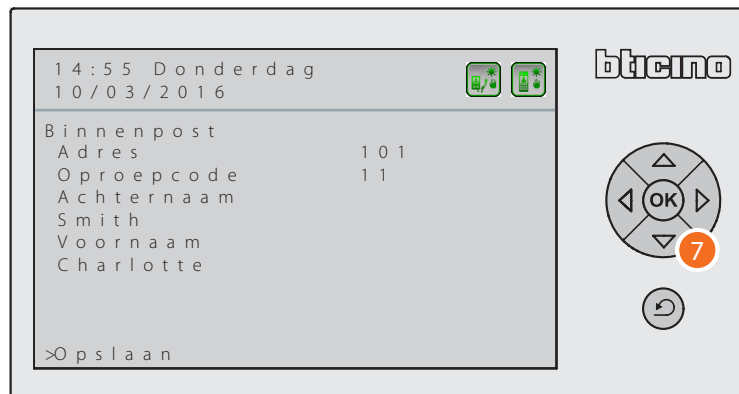 14:55 Donderdag
10/03/2016
bticino
Binnenpost
Adres 101
Oproepcode 11
Achternaam
Smith
Voornaam
Charlotte
>Opslaan
OK
7